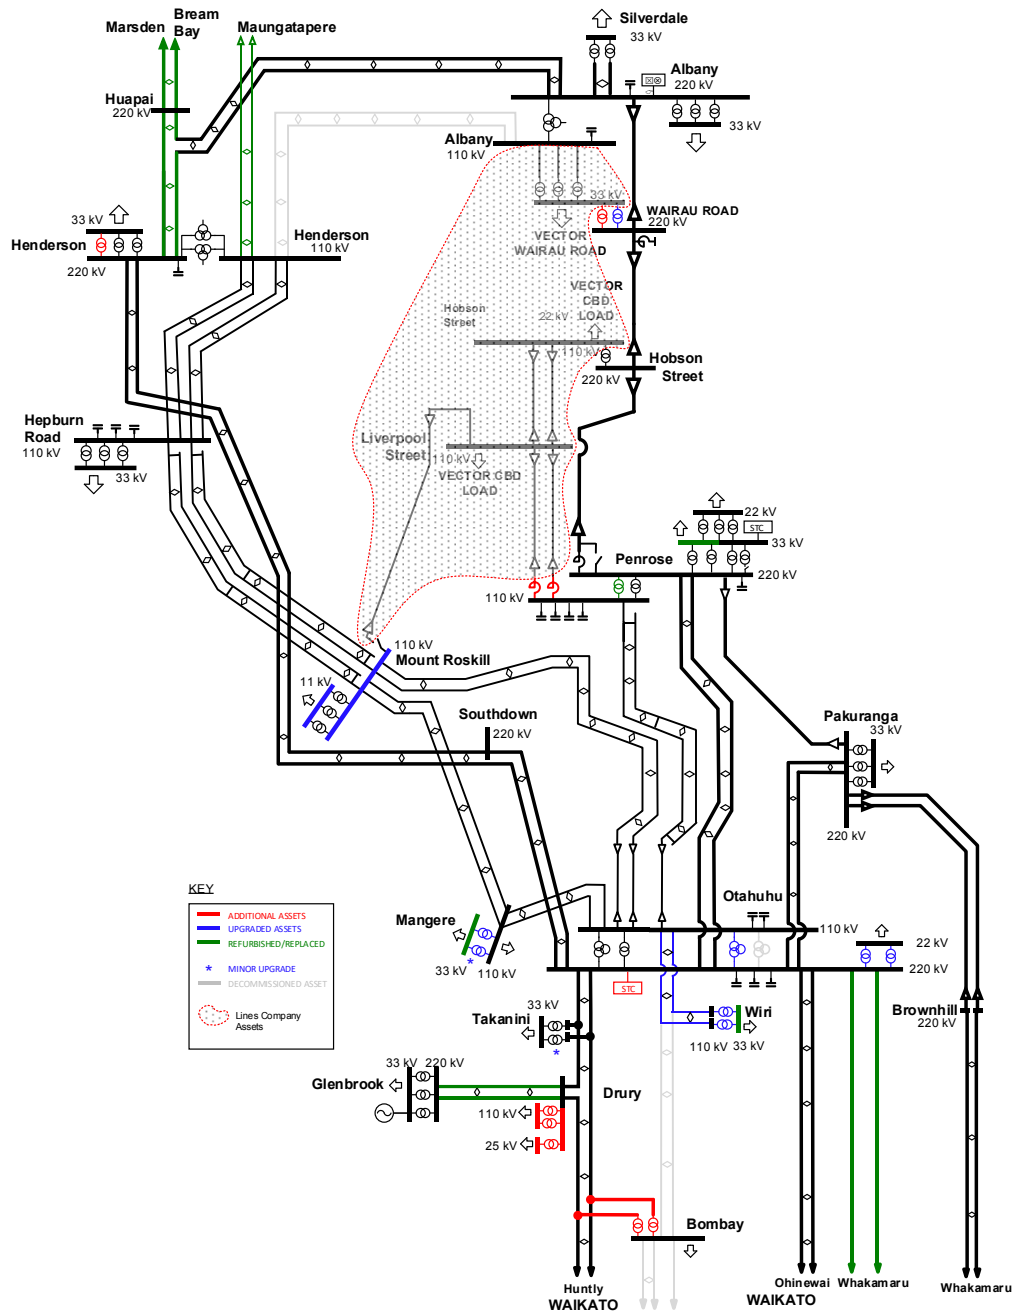 Marsden
Bream
Bay
Maungatapere
Silverdale
33 kV
Albany
220 kV
33 kV
Huapai
220 kV
Albany
110 kV
33 kV
WAIRAU ROAD
220 kV
VECTOR
WAIRAU ROAD
33 kV
Henderson
220 kV
Henderson
110 kV
VECTOR
CBD
LOAD
Hobson
Street
22 kV
110 kV
Hobson
Street
220 kV
Hepburn
Road
110 kV
33 kV
Liverpool
Street
110 kV
VECTOR CBD
LOAD
22 kV
STC
33 kV
Penrose
220 kV
110 kV
110 kV
Mount Roskill
11 kV
Southdown
220 kV
Pakuranga
33 kV
220 kV
KEY
ADDITIONAL ASSETS
UPGRADED ASSETS
REFURBISHED/REPLACED
* MINOR UPGRADE
DECOMMISSIONED ASSET
Lines Company
Assets
Mangere
33 kV
*
110 kV
Otahuhu
110 kV
22 kV
220 kV
STC
Brownhill
220 kV
33 kV
Takanini
*
Wiri
110 kV 33 kV
33 kV 220 kV
Glenbrook
Drury
110 kV
25 kV
Bombay
Huntly
WAIKATO
Ohinewai
WAIKATO
Whakamaru
Whakamaru